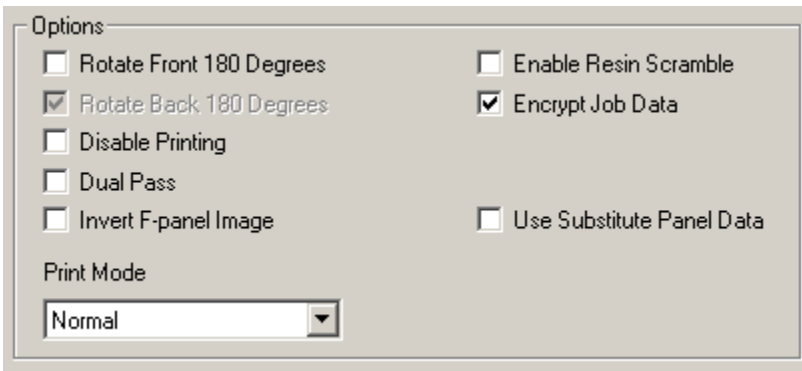 Options
Rotate Front 180 Degrees
Enable Resin Scramble
Rotate Back 180 Degrees
Encrypt Job Data
Disable Printing
Dual Pass
Invert F-panel Image
Use Substitute Panel Data
Print Mode
Normal